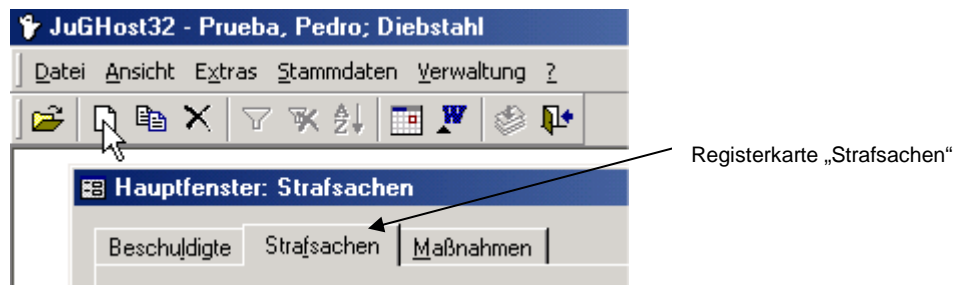 JuGHost32 - Prueba, Pedro; Diebstahl
Datei Ansicht Extras Stammdaten Verwaltung ?
Registerkarte „Strafsachen“
Hauptfenster: Strafsachen
Beschuldigte Strafsachen Maßnahmen